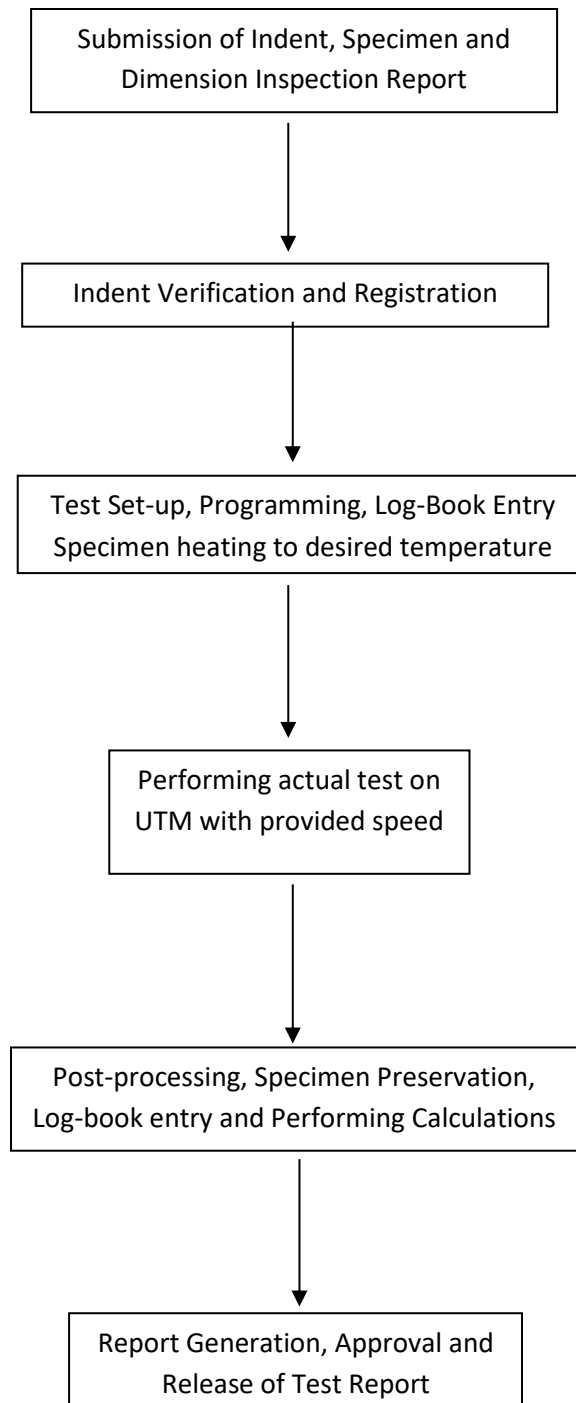 Submission of Indent, Specimen and
Dimension Inspection Report
Indent Verification and Registration
Test Set-up, Programming, Log-Book Entry
Specimen heating to desired temperature
Performing actual test on
UTM with provided speed
Post-processing, Specimen Preservation,
Log-book entry and Performing Calculations
Report Generation, Approval and
Release of Test Report